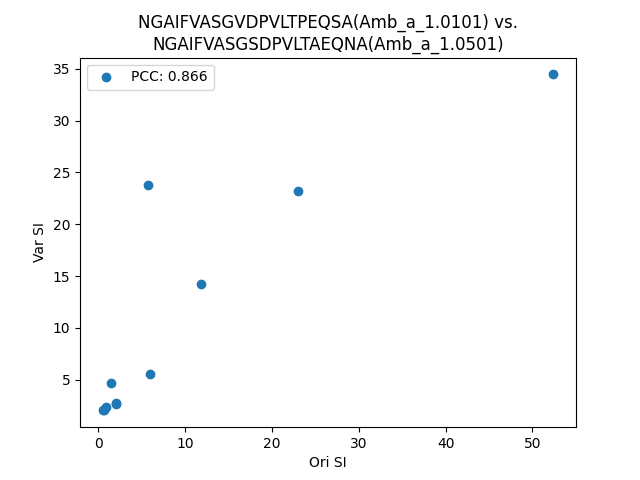 NGAIFVASGVDPVLTPEQSA(Amb_a_1.0101) vs.
NGAIFVASGSDPVLTAEQNA(Amb_a_1.0501)
PCC: 0.866
35
30
25
20
15
10
5
Var SI
0 10 20 30 40 50
Ori SI